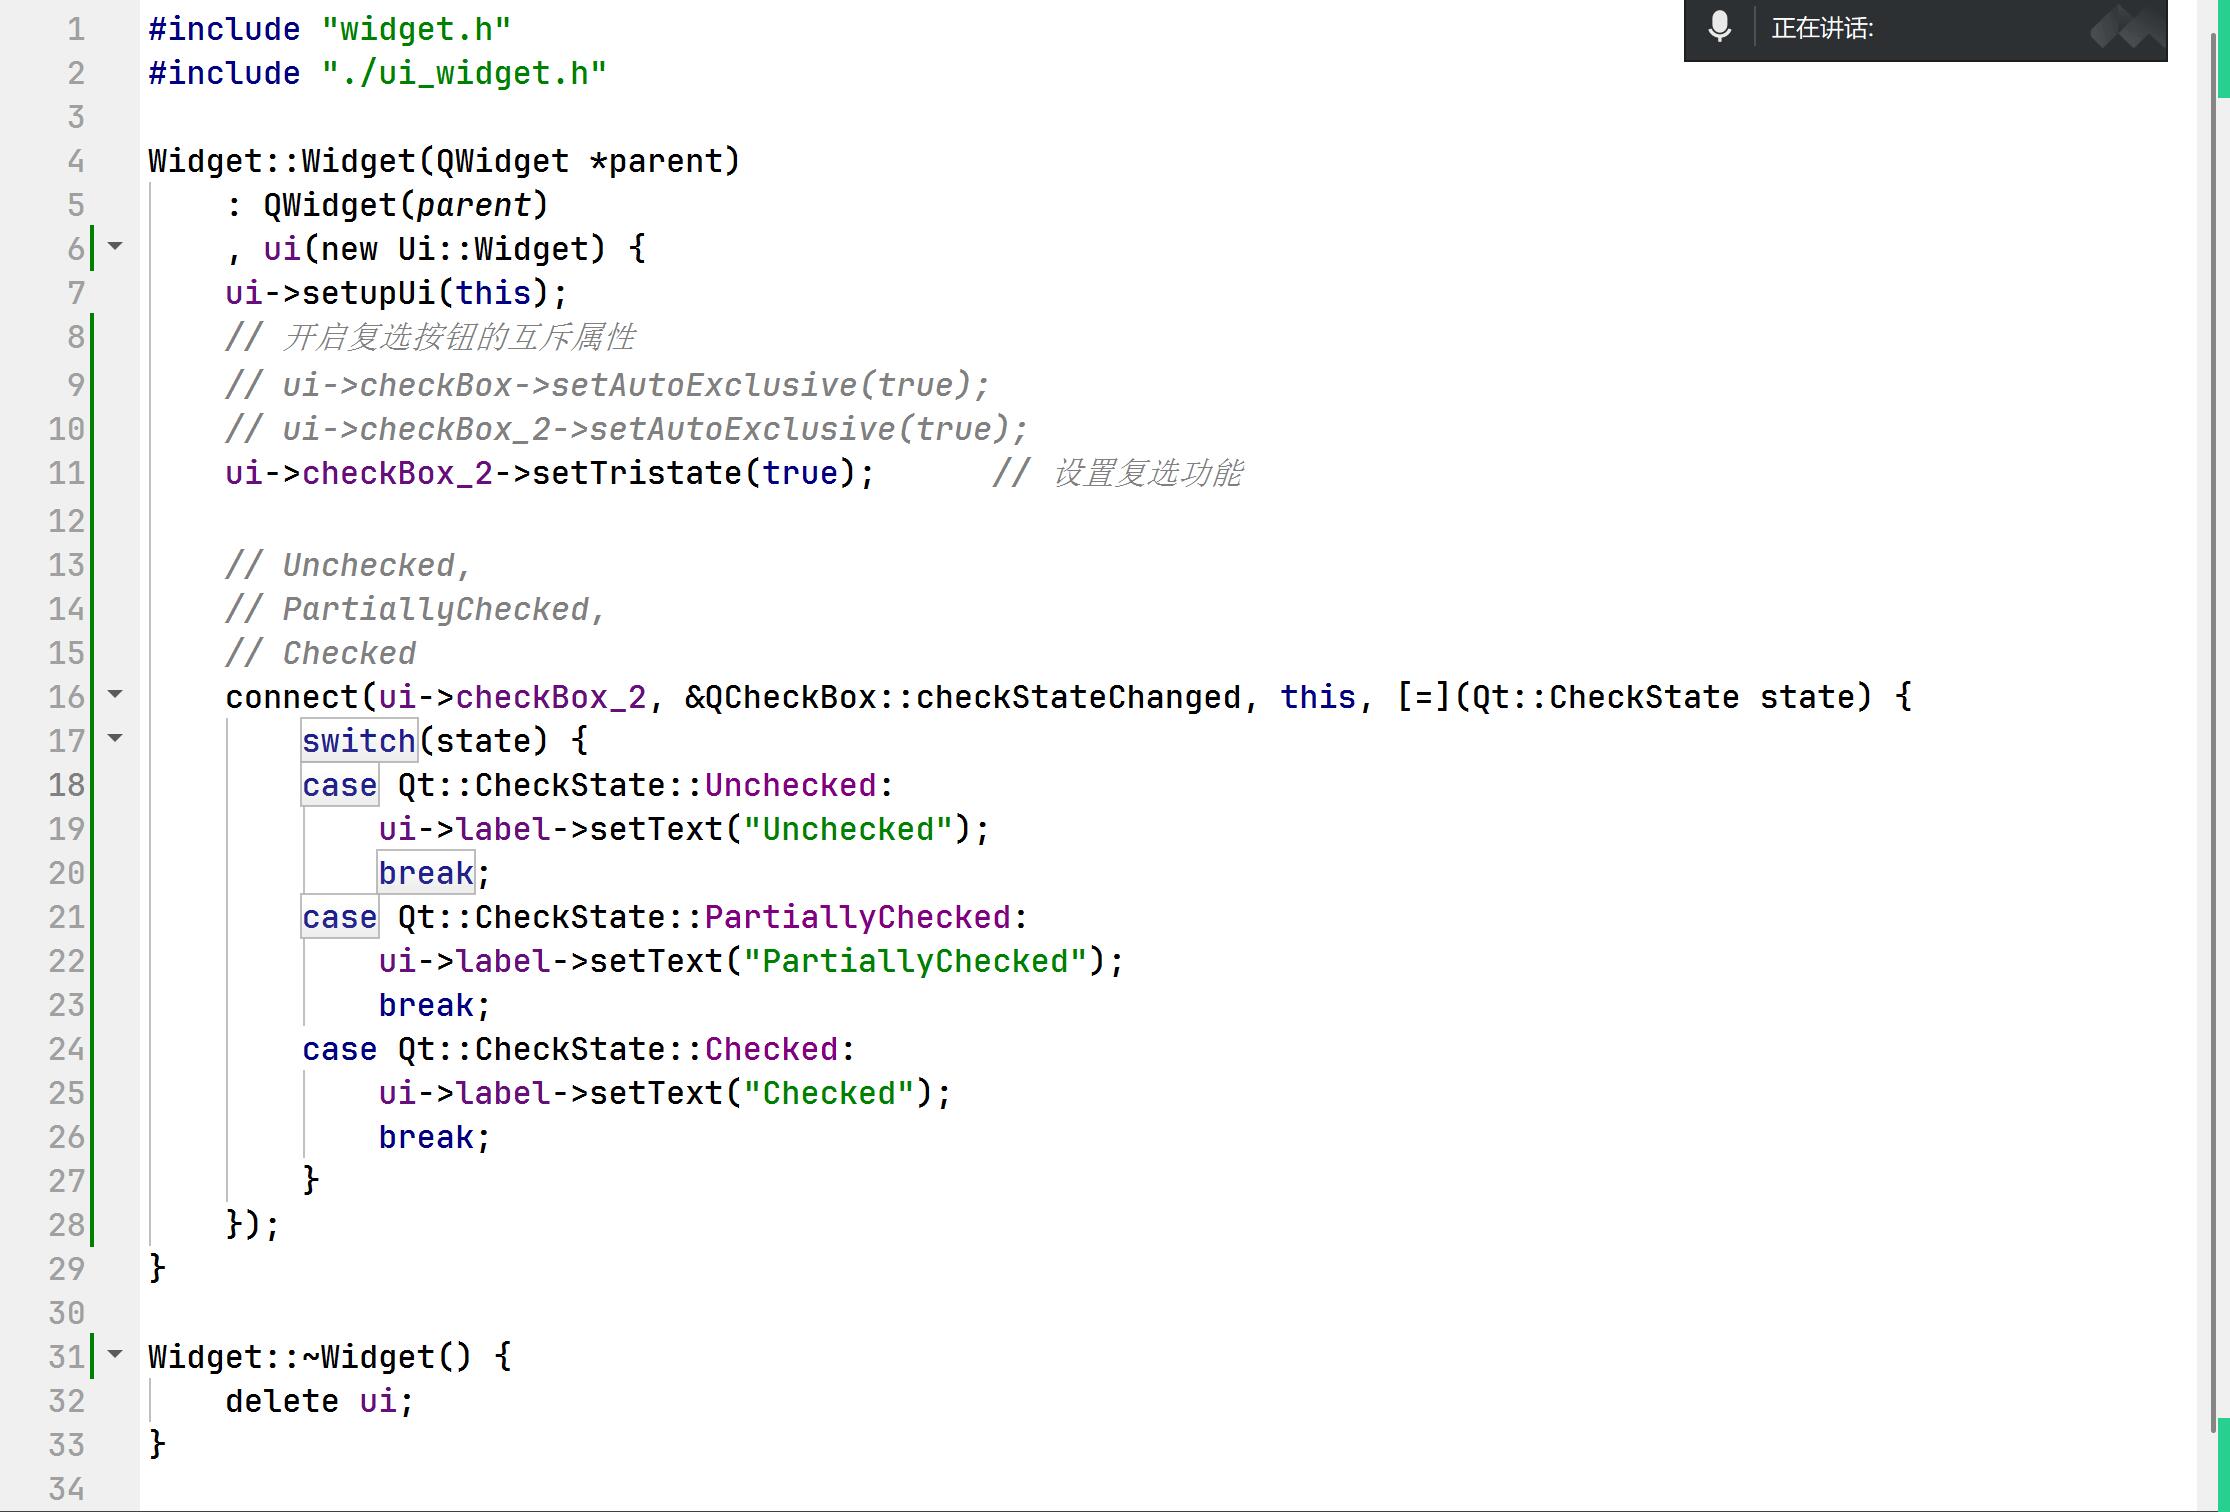 1 #include "widget.h"
2 #include "./ui_widget.h"
3
4 Widget::Widget(QWidget *parent)
5     : QWidget(parent)
6     , ui(new Ui::Widget) {
7     ui->setupUi(this);
8     // 开启复选按钮的互斥属性
9     // ui->checkBox->setAutoExclusive(true);
10     // ui->checkBox_2->setAutoExclusive(true);
11     ui->checkBox_2->setTristate(true);      // 设置复选功能
12
13     // Unchecked,
14     // PartiallyChecked,
15     // Checked
16     connect(ui->checkBox_2, &QCheckBox::checkStateChanged, this, [=](Qt::CheckState state) {
17         switch(state) {
18         case Qt::CheckState::Unchecked:
19             ui->label->setText("Unchecked");
20             break;
21         case Qt::CheckState::PartiallyChecked:
22             ui->label->setText("PartiallyChecked");
23             break;
24         case Qt::CheckState::Checked:
25             ui->label->setText("Checked");
26             break;
27         }
28     });
29 }
30
31 Widget::~Widget() {
32     delete ui;
33 }
34
正在讲话: